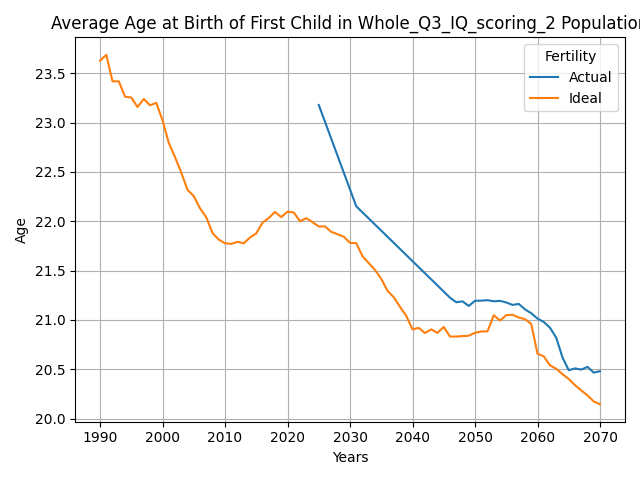 Average Age at Birth of First Child in Whole_Q3_IQ_scoring_2 Population
Fertility
Actual
Ideal
23.5
23.0
22.5
22.0
21.5
21.0
20.5
20.0
Age
1990 2000 2010 2020 2030 2040 2050 2060 2070
Years